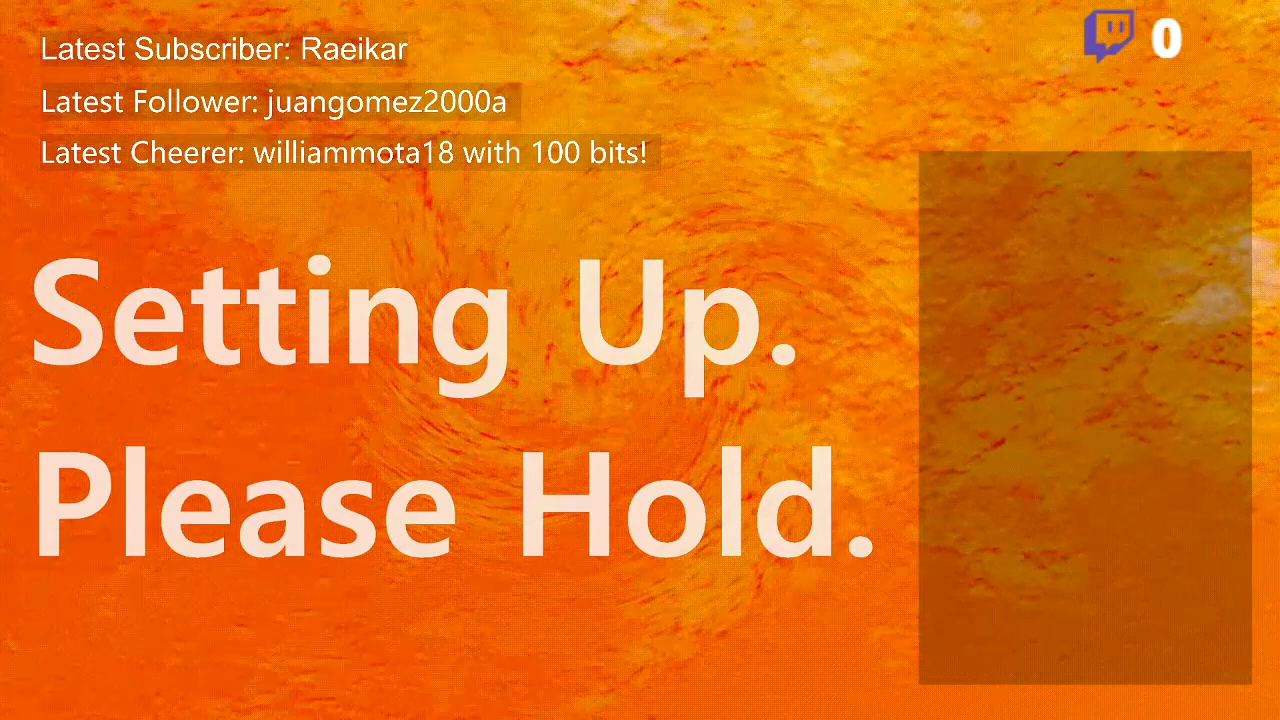 Latest Subscriber: Raeikar
Latest Follower: juangomez2000a
Latest Cheerer: williammota18 with 100 bits!
0
Setting Up.
Please Hold.